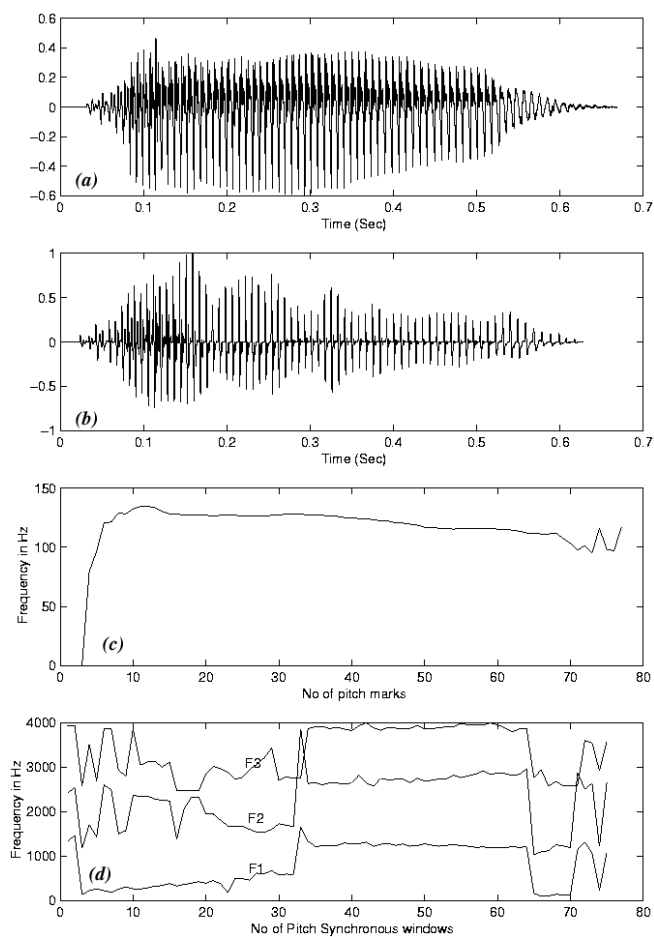 0.6
0.4
0.2
0
−0.2
−0.4
−0.6
(a)
0 0.1 0.2 0.3 0.4 0.5 0.6 0.7
Time (Sec)
1
0.5
0
−0.5
−1
(b)
0 0.1 0.2 0.3 0.4 0.5 0.6 0.7
Time (Sec)
150
100
50
0
Frequency in Hz
(c)
0 10 20 30 40 50 60 70 80
No of pitch marks
4000
3000
2000
1000
0
Frequency in Hz
F3
F2
F1
(d)
0 10 20 30 40 50 60 70 80
No of Pitch Synchronous windows